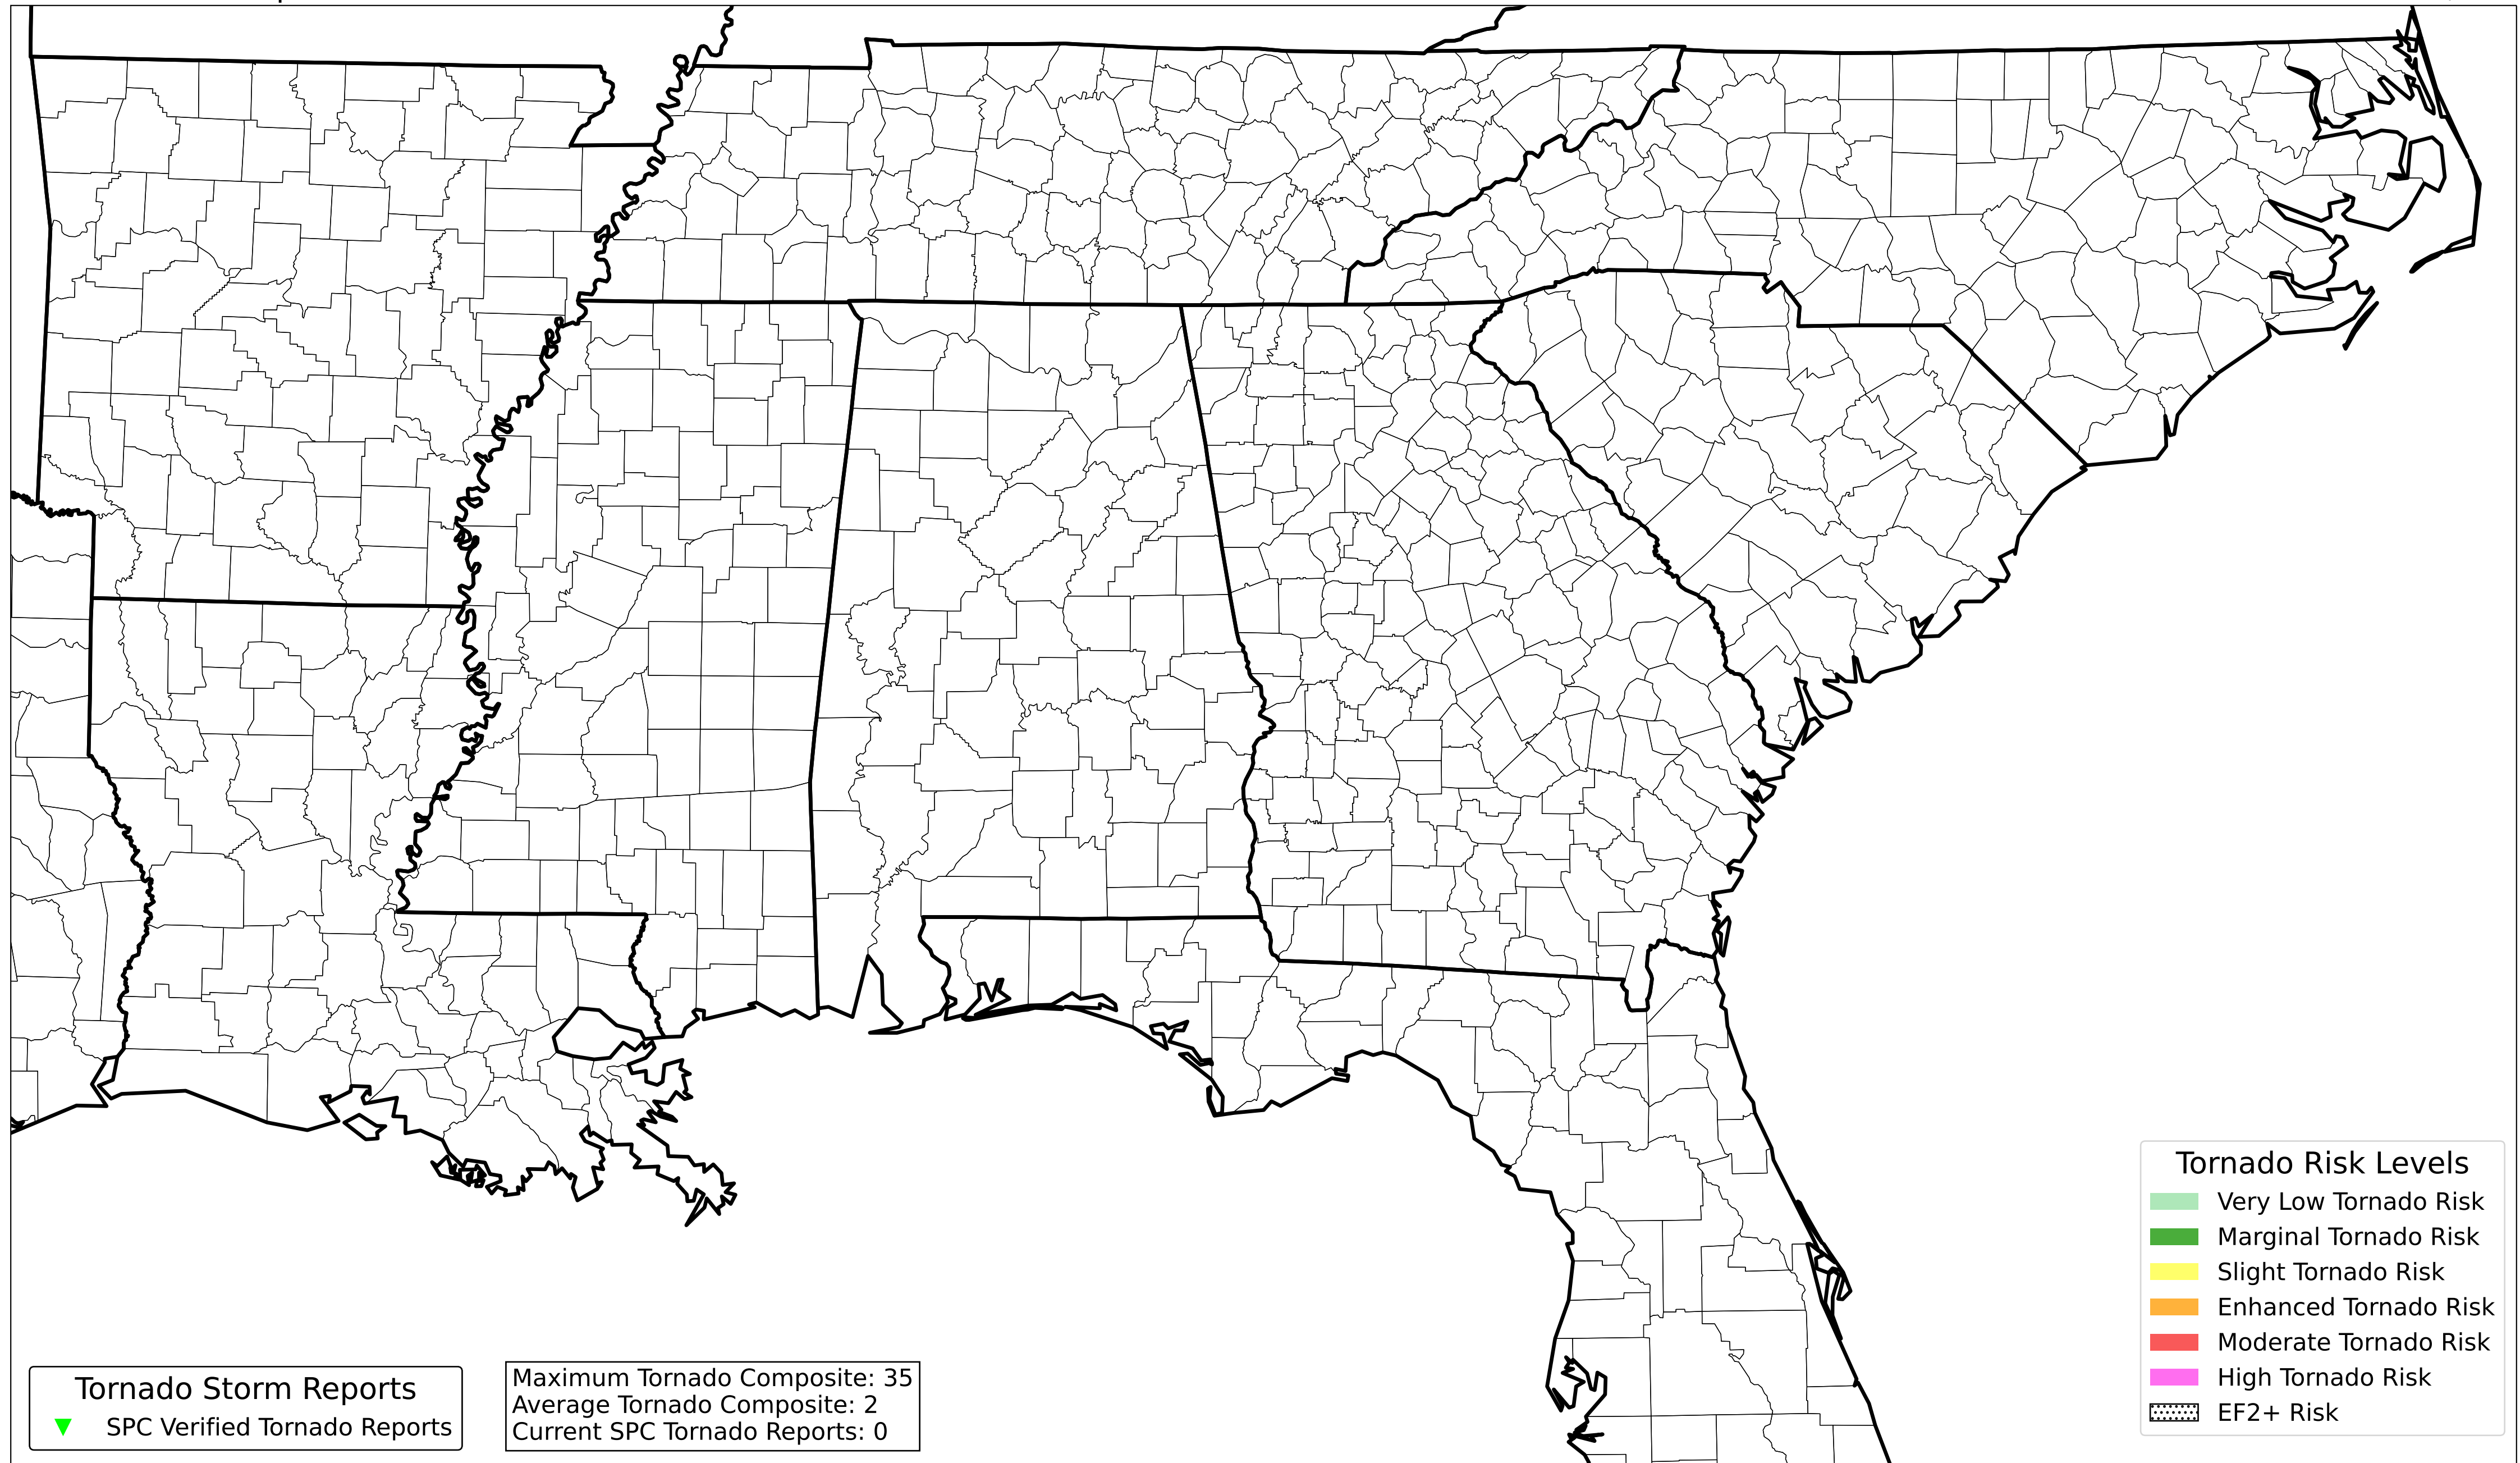 Tornado Storm Reports
SPC Verified Tornado Reports
Maximum Tornado Composite: 35
Average Tornado Composite: 2
Current SPC Tornado Reports: 0
Tornado Risk Levels
Very Low Tornado Risk
Marginal Tornado Risk
Slight Tornado Risk
Enhanced Tornado Risk
Moderate Tornado Risk
High Tornado Risk
EF2+ Risk